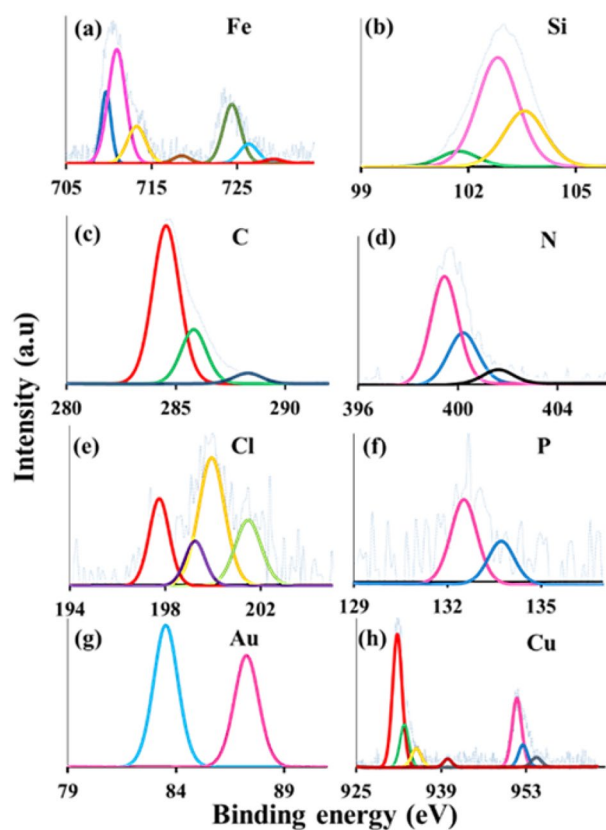 (a) Fe
(b) Si
705 715 725
99 102 105
(c) C
(d) N
280 285 290
396 400 404
(e) Cl
(f) P
194 198 202
129 132 135
(g) Au
(h) Cu
79 84 89
925 939 953
Intensity (a.u)
Binding energy (eV)